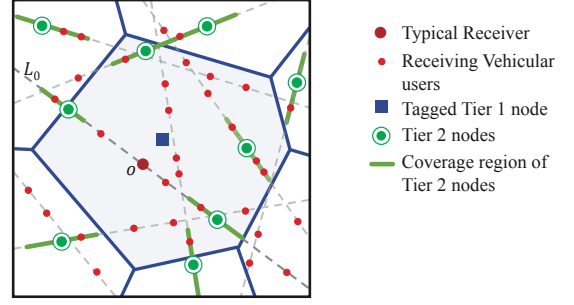 L0
o
Typical Receiver
Receiving Vehicular
users
Tagged Tier 1 node
Tier 2 nodes
Coverage region of
Tier 2 nodes